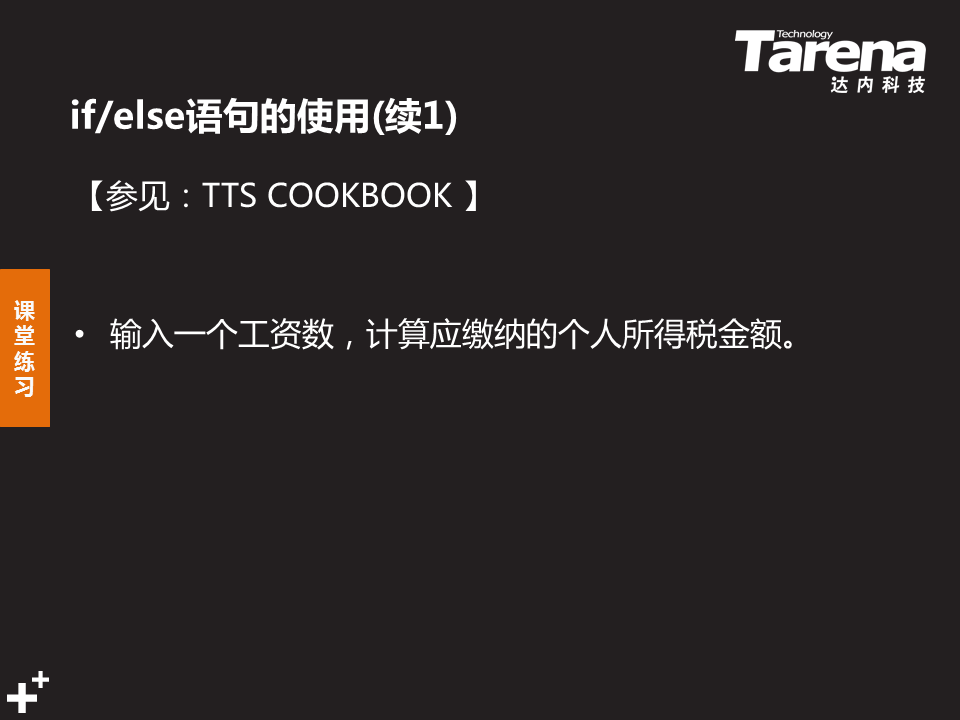 Technology
Tarena
达内科技
if/else语句的使用(续1)
【参见：TTS COOKBOOK 】
课堂练习
• 输入一个工资数，计算应缴纳的个人所得税金额。